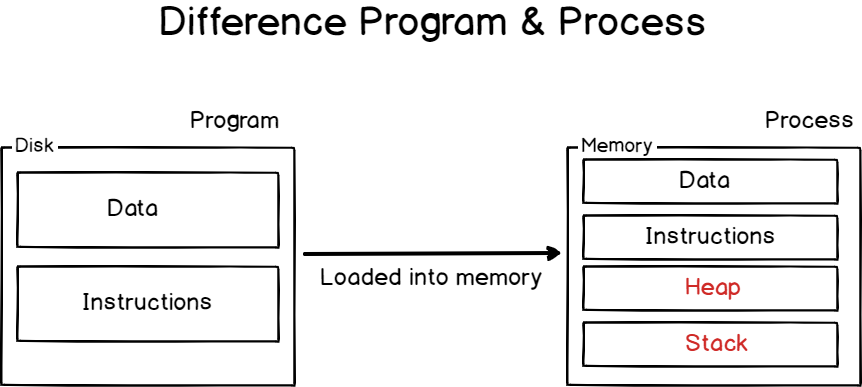 Difference Program & Process
Program
Process
Disk
Memory
Data
Data
Instructions
Loaded into memory
Instructions
Heap
Stack